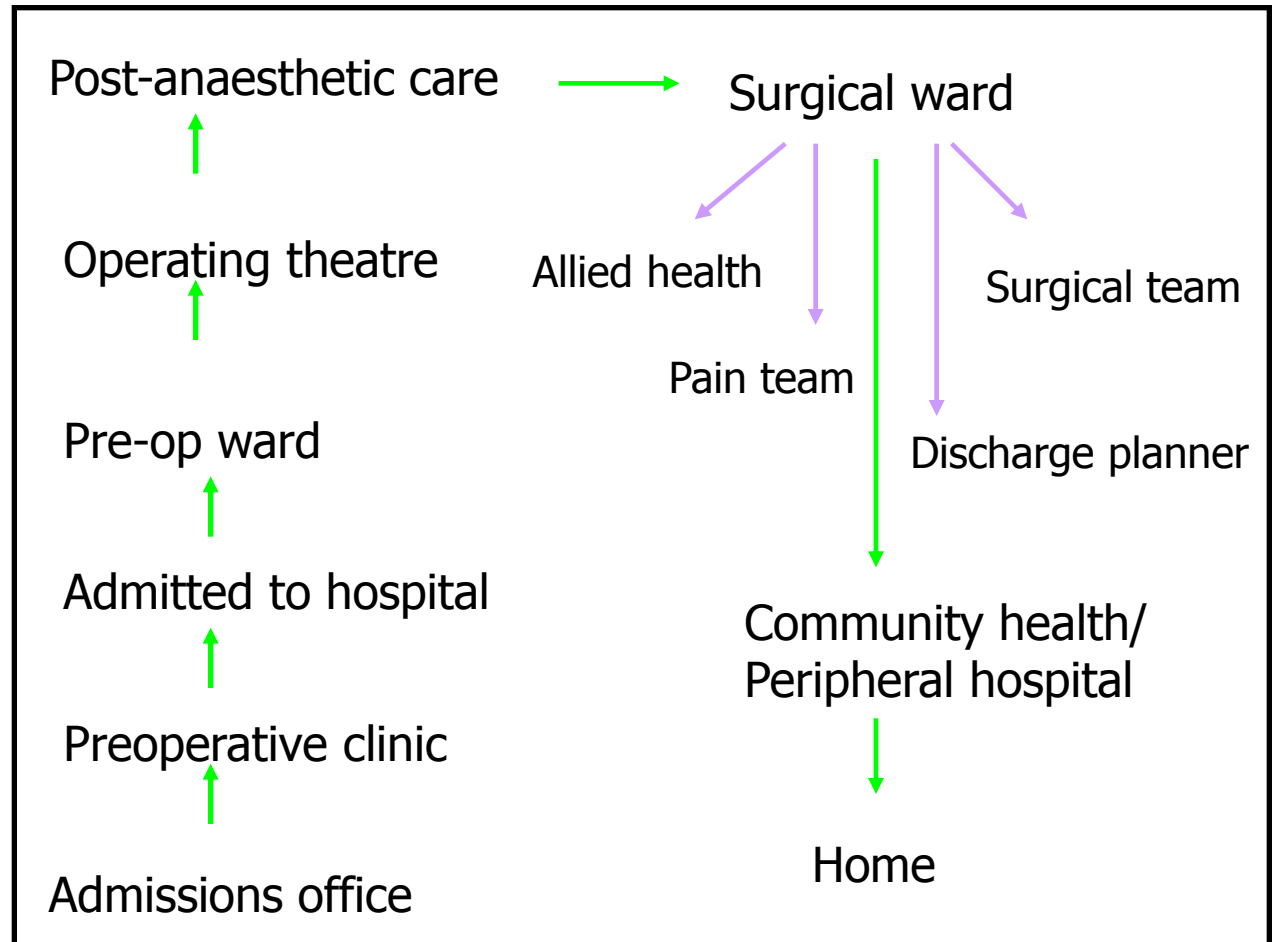 Post-anaesthetic care
Surgical ward
Operating theatre
Allied health
Surgical team
Pain team
Pre-op ward
Discharge planner
Admitted to hospital
Community health/
Peripheral hospital
Preoperative clinic
Home
Admissions office